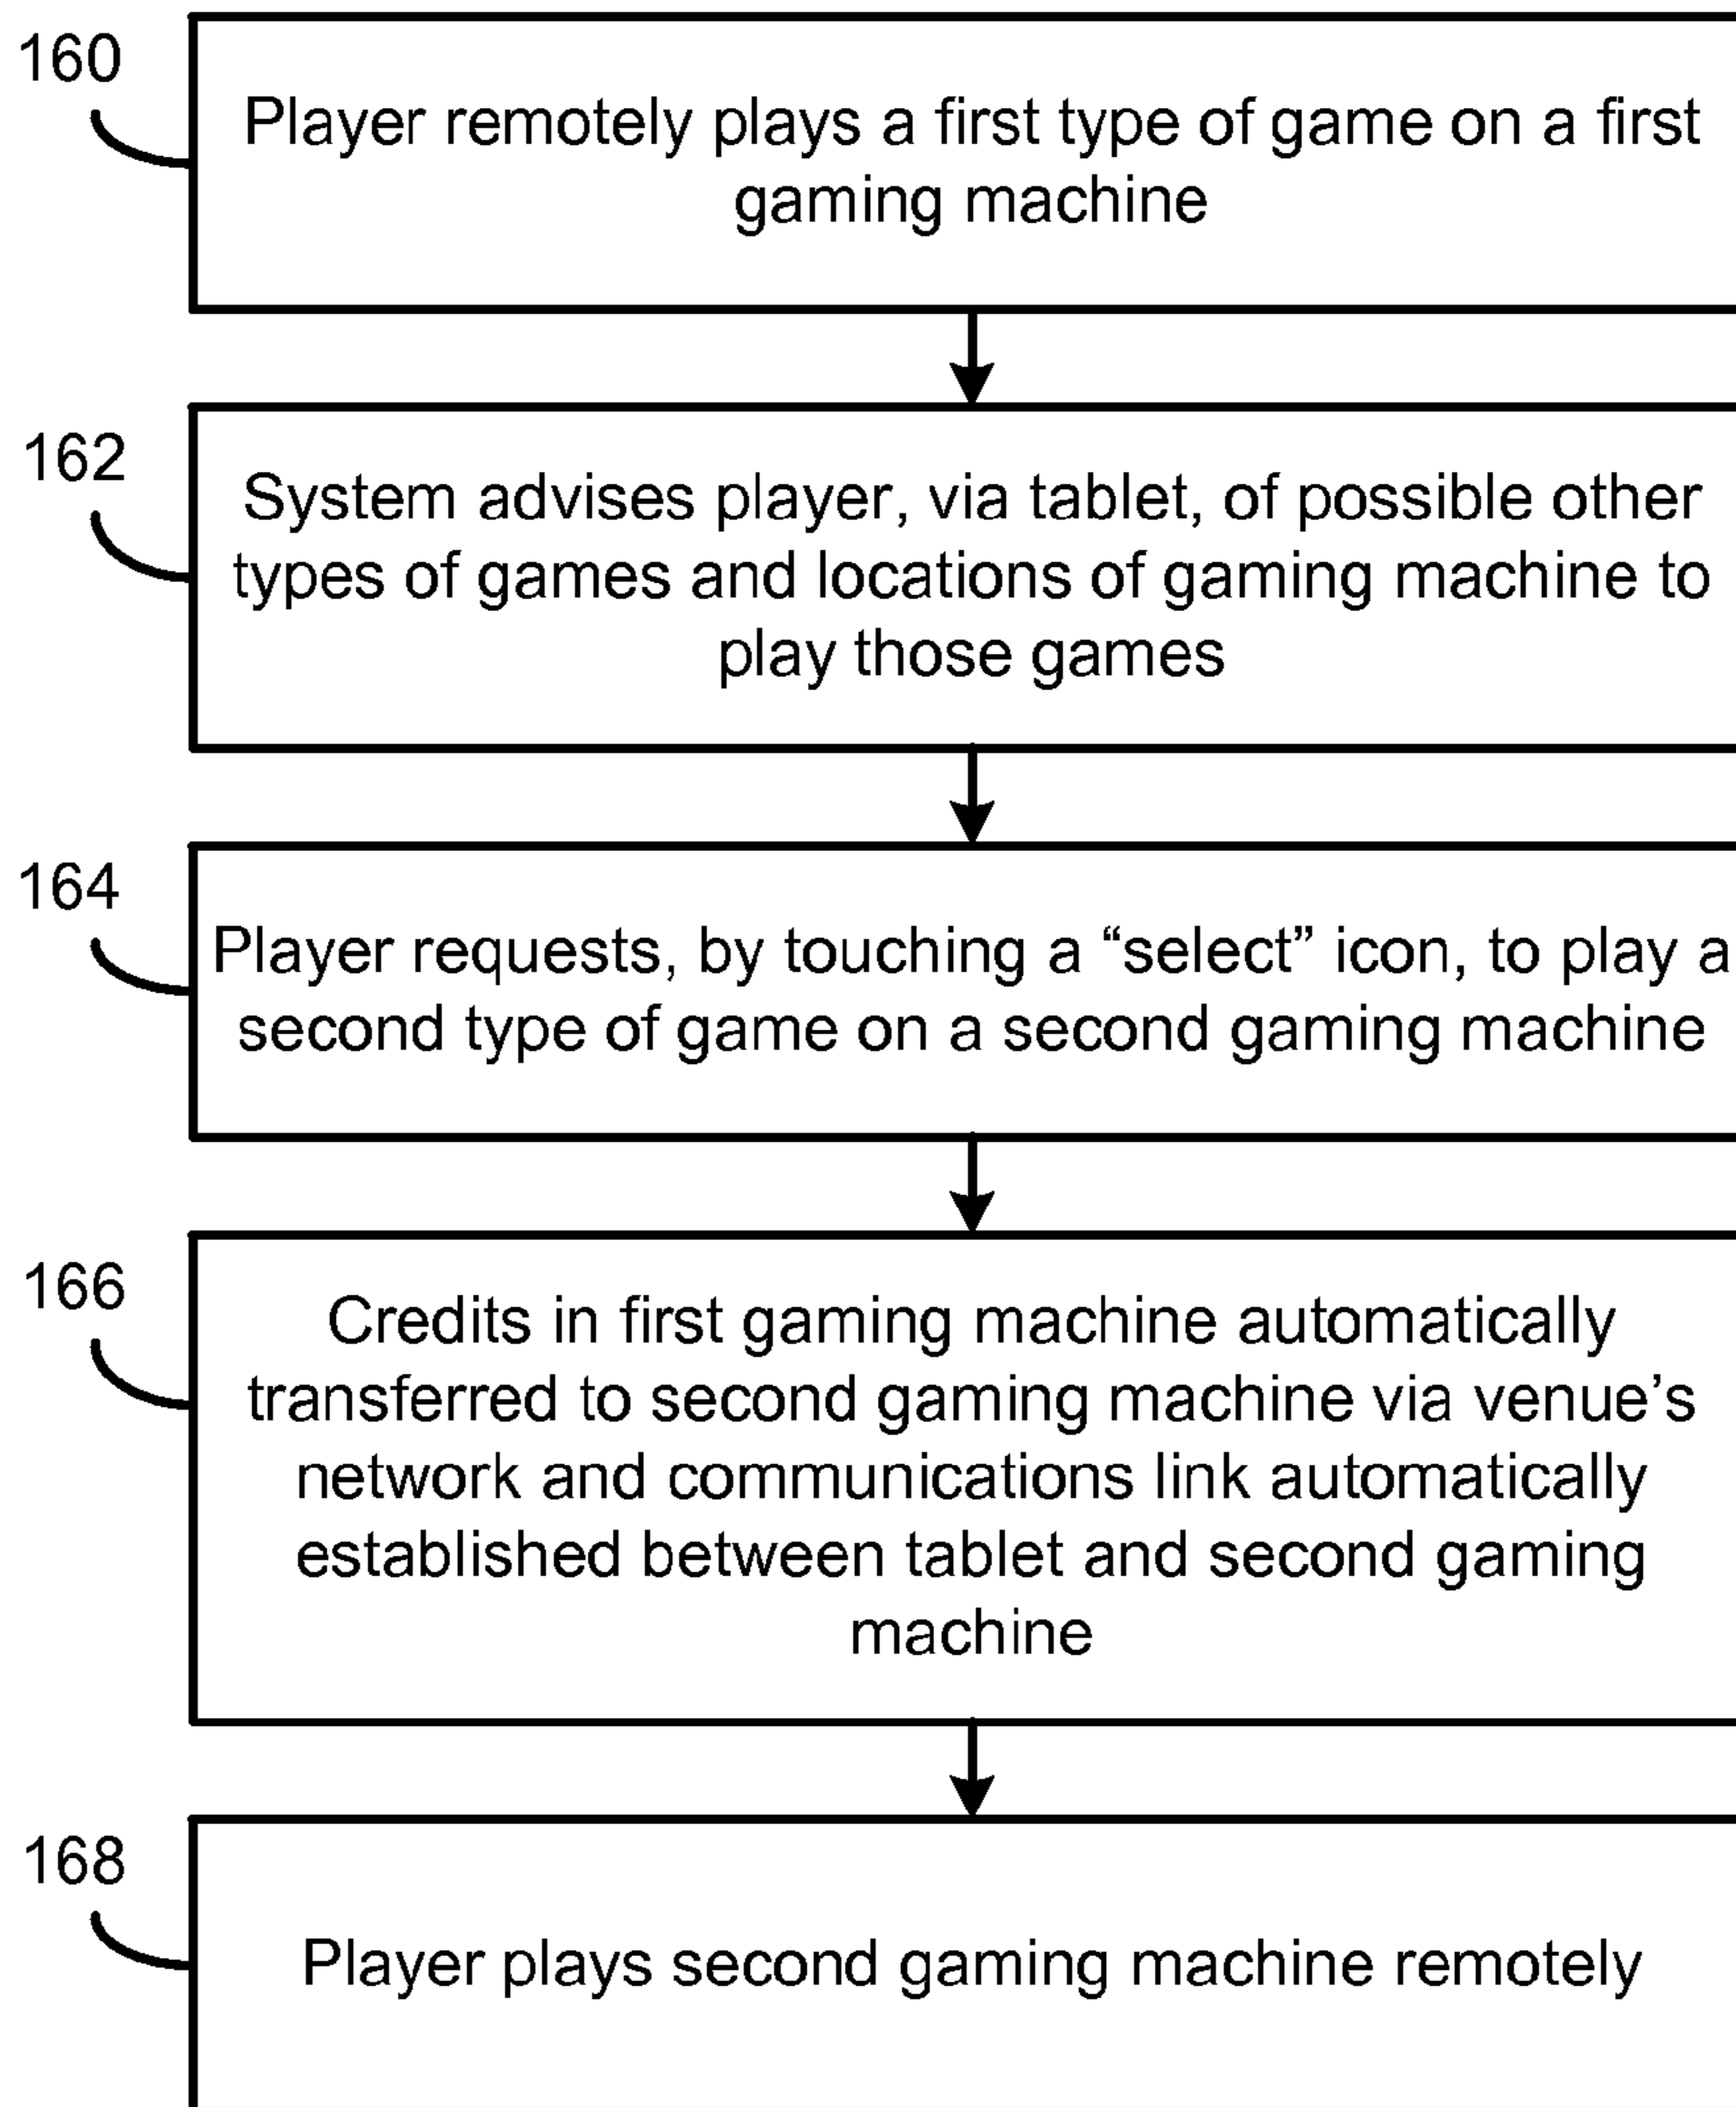 160
Player remotely plays a first type of game on a first
gaming machine
162
System advises player, via tablet, of possible other
types of games and locations of gaming machine to
play those games
164
Player requests, by touching a “select” icon, to play a
second type of game on a second gaming machine
166
Credits in first gaming machine automatically
transferred to second gaming machine via venue’s
network and communications link automatically
established between tablet and second gaming
machine
168
Player plays second gaming machine remotely